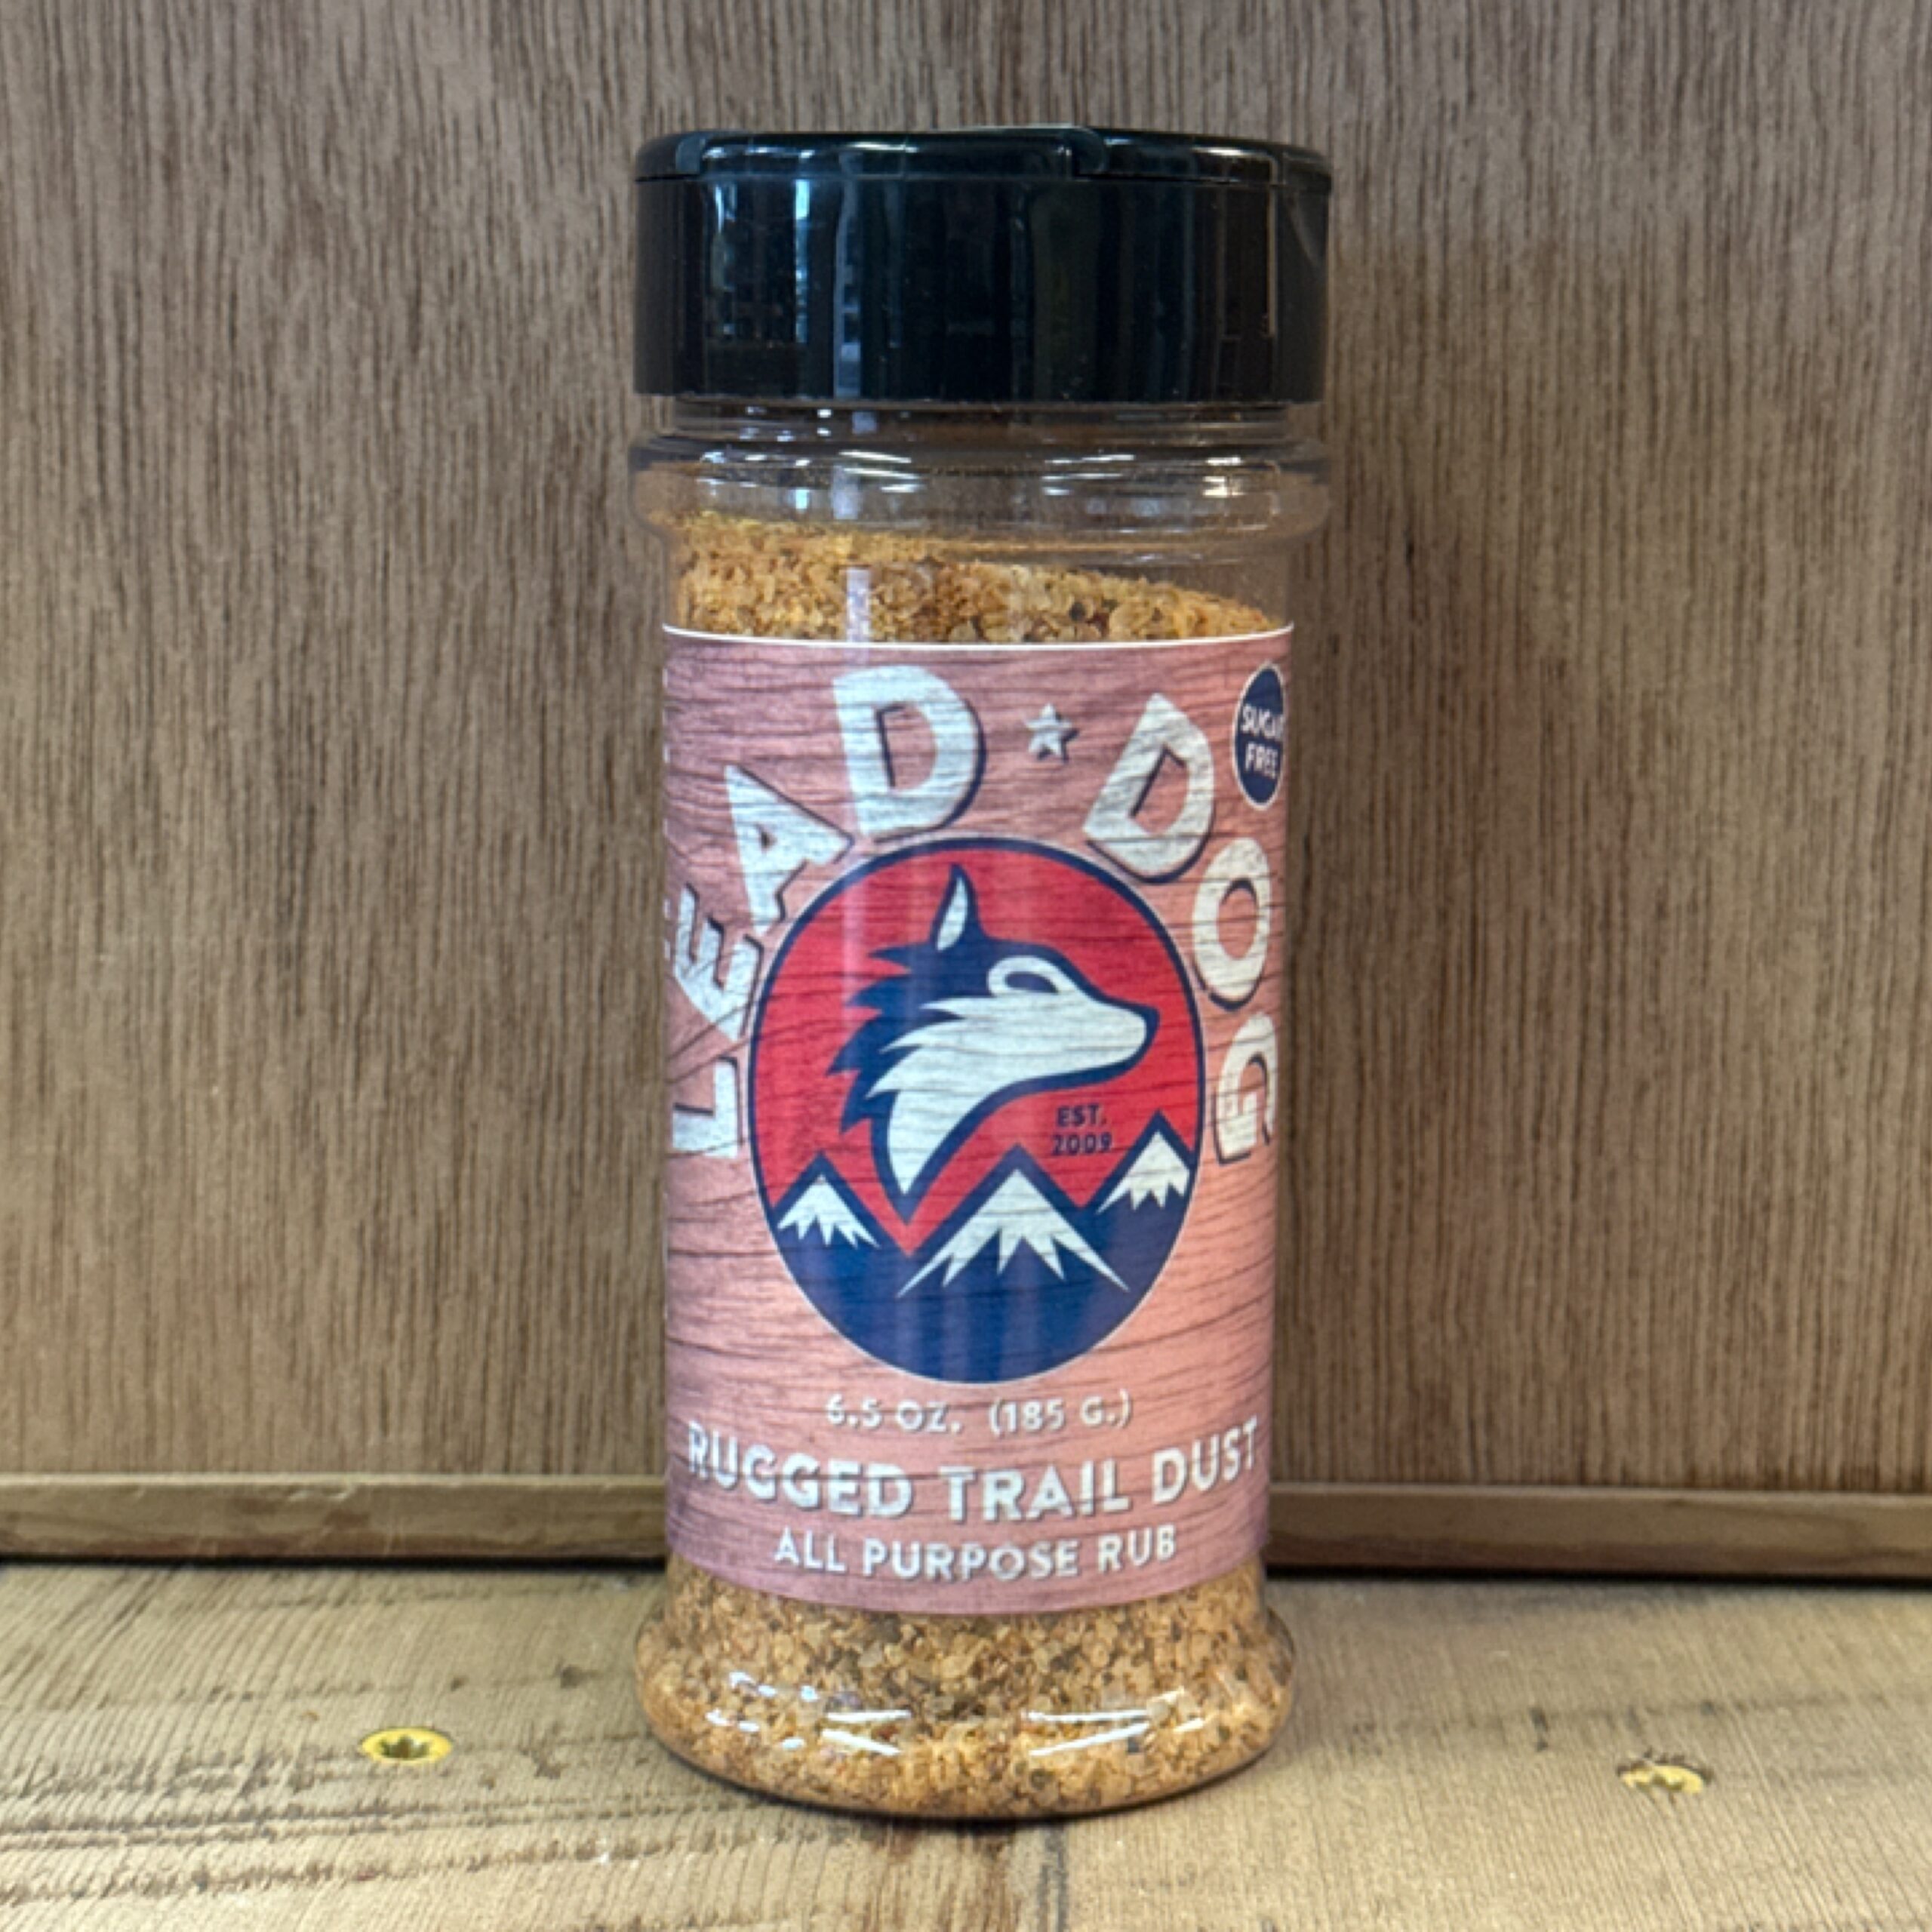 LEAD ★ DOG
SUGAR
FREE
EST.
2009
6.5 OZ. (185 G.)
RUGGED TRAIL DUST
ALL PURPOSE RUB